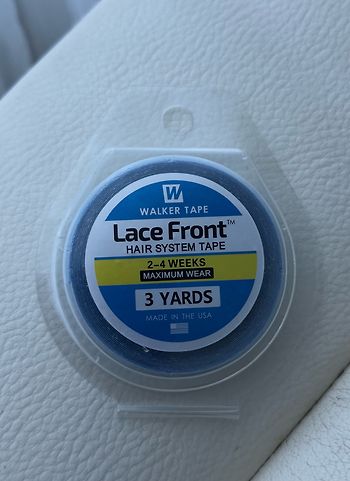 W
WALKER TAPE
Lace Front™
HAIR SYSTEM TAPE
2–4 WEEKS
MAXIMUM WEAR
3 YARDS
MADE IN THE USA